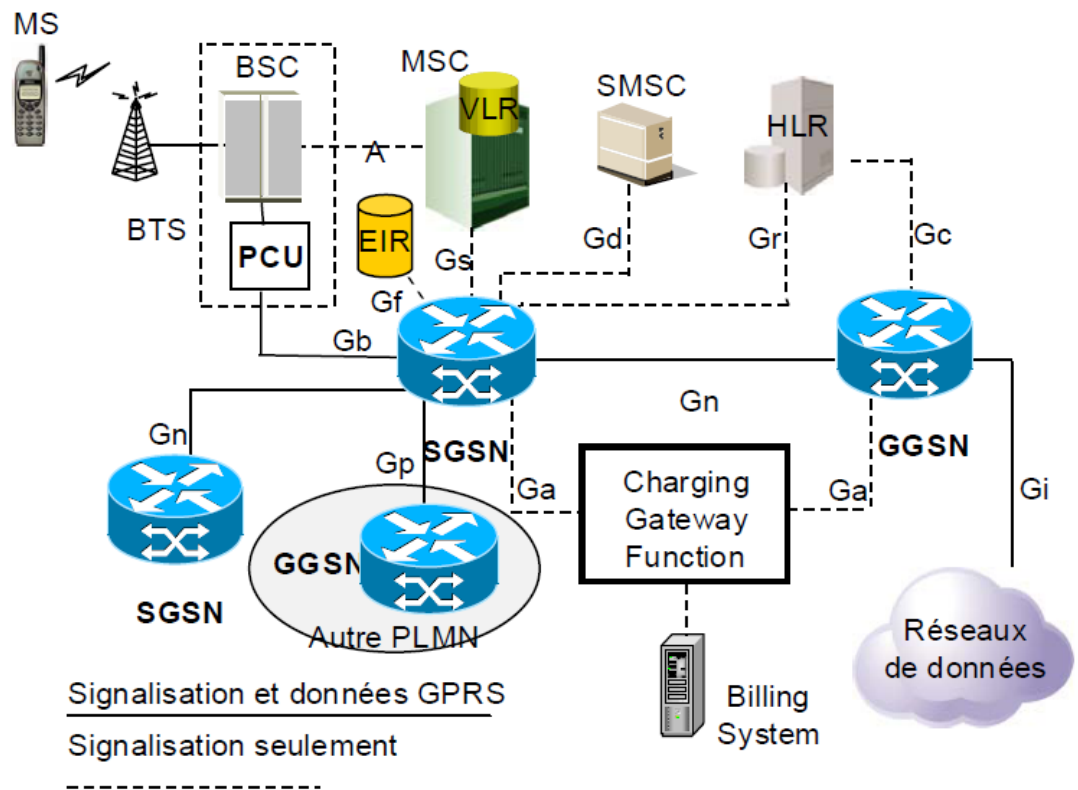 MS
BSC
MSC
VLR
SMSC
HLR
A
BTS
PCU
EIR
Gs
Gd
Gr
Gc
Gf
Gb
Gn
Gn
SGSN
GGSN
Gp
Ga
Charging
Gateway
Function
Ga
Gi
GGSN
SGSN
Autre PLMN
Réseaux
de données
Billing
System
Signalisation et données GPRS
Signalisation seulement